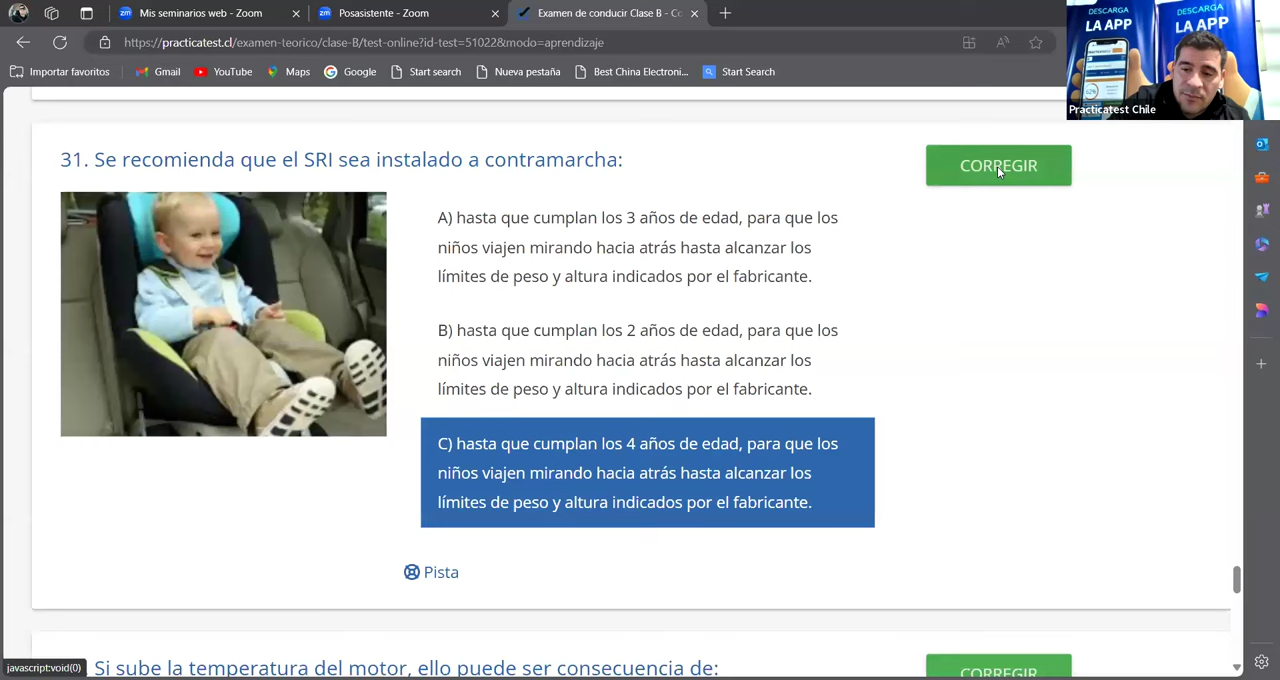 Mis seminarios web - Zoom
Posasistente - Zoom
Examen de conducir Clase B - Co
https://practicatest.cl/examen-teorico/clase-B/test-online?id-test=51022&modo=aprendizaje
Importar favoritos
Gmail
YouTube
Maps
Google
Start search
Nueva pestaña
Best China Electroni...
Start Search
DESCARGA
LA APP
DESCARGA
LA APP
Practicatest Chile
31. Se recomienda que el SRI sea instalado a contramarcha:
CORREGIR
A) hasta que cumplan los 3 años de edad, para que los
niños viajen mirando hacia atrás hasta alcanzar los
límites de peso y altura indicados por el fabricante.
B) hasta que cumplan los 2 años de edad, para que los
niños viajen mirando hacia atrás hasta alcanzar los
límites de peso y altura indicados por el fabricante.
C) hasta que cumplan los 4 años de edad, para que los
niños viajen mirando hacia atrás hasta alcanzar los
límites de peso y altura indicados por el fabricante.
Pista
javascript:void(0)
Si sube la temperatura del motor, ello puede ser consecuencia de:
CORREGIR